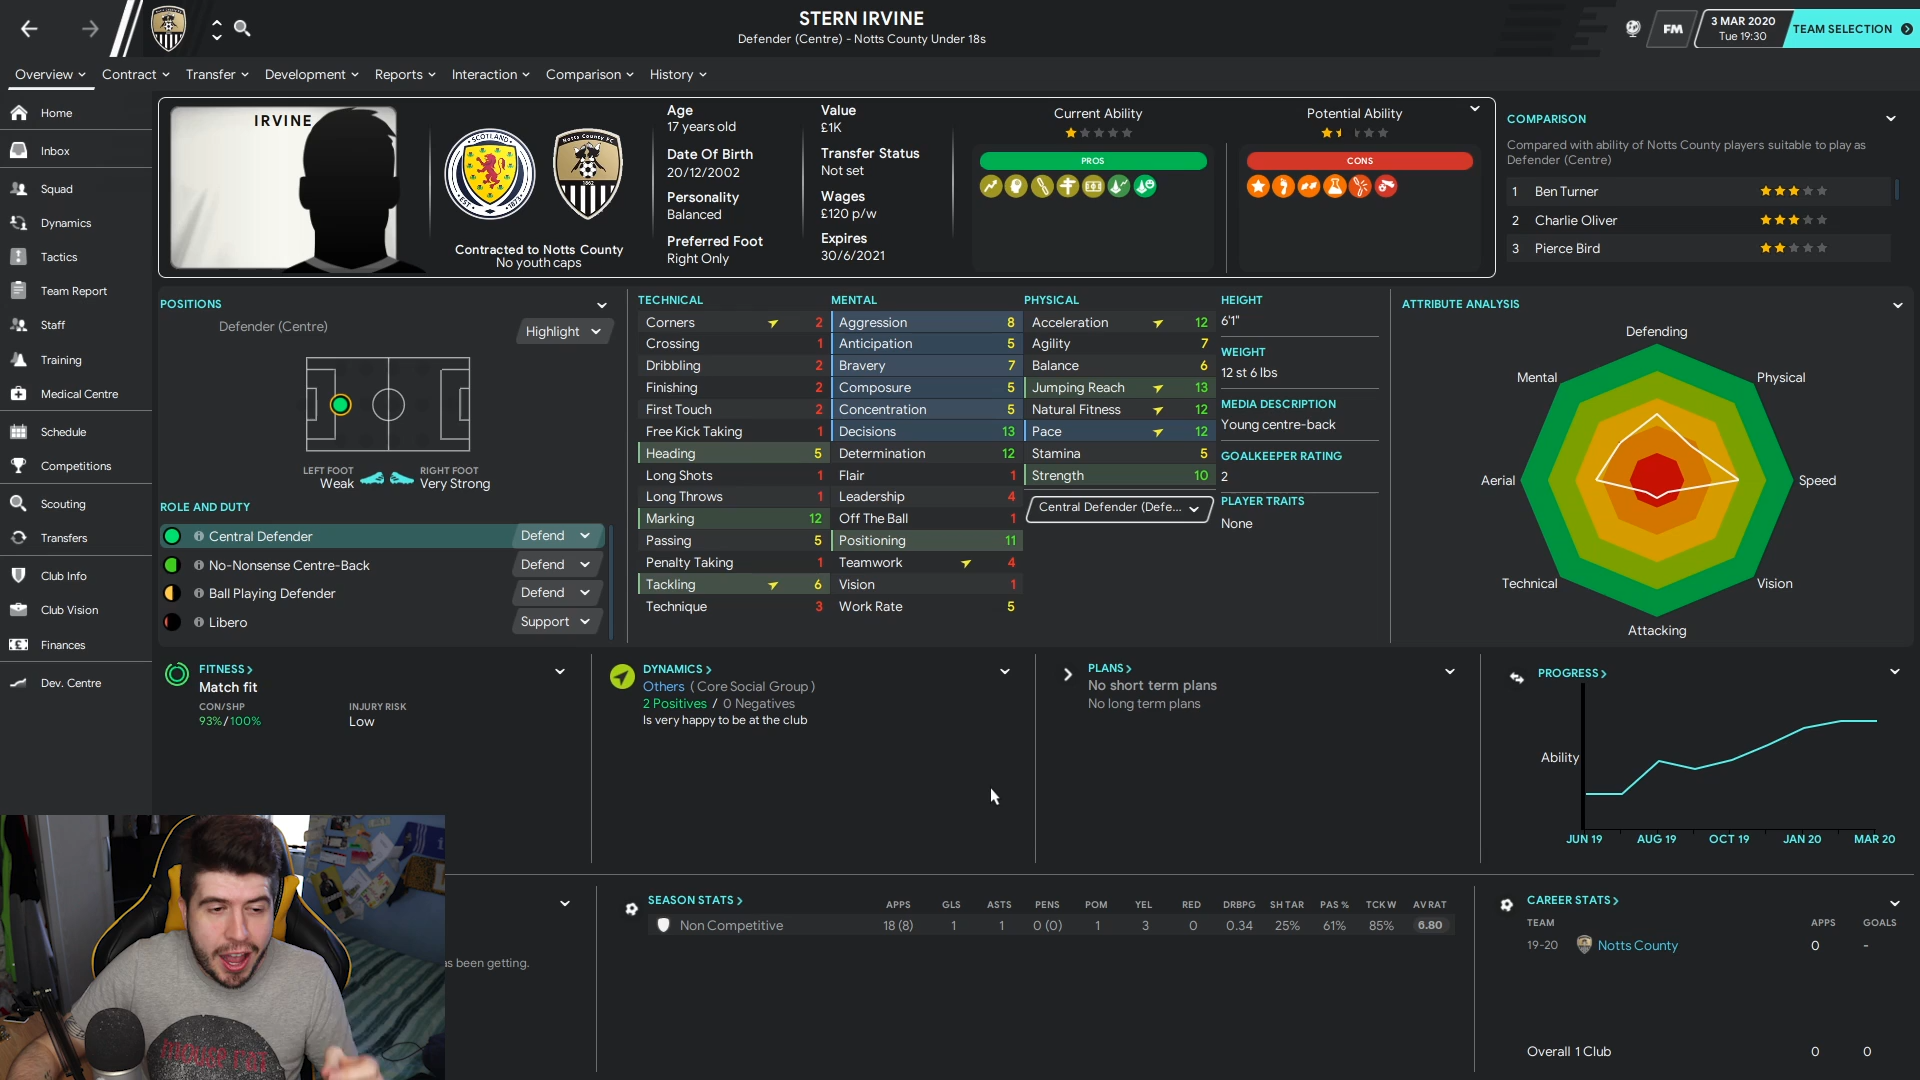 STERN IRVINE
Defender (Centre) - Notts County Under 18s
FM
3 MAR 2020
Tue 19:30
TEAM SELECTION
Overview
Contract
Transfer
Development
Reports
Interaction
Comparison
History
Home
Inbox
Squad
Dynamics
Tactics
Team Report
Staff
Training
Medical Centre
Schedule
Competitions
Scouting
Transfers
Club Info
Club Vision
Finances
Dev. Centre
IRVINE
SCOTLAND
EST
1873
Notts County FC
1862
Contracted to Notts County
No youth caps
Age
17 years old
Date Of Birth
20/12/2002
Personality
Balanced
Preferred Foot
Right Only
Value
£1K
Transfer Status
Not set
Wages
£120 p/w
Expires
30/6/2021
Current Ability
PROS
Potential Ability
CONS
COMPARISON
Compared with ability of Notts County players suitable to play as
Defender (Centre)
1 Ben Turner
2 Charlie Oliver
3 Pierce Bird
POSITIONS
Defender (Centre)
Highlight
LEFT FOOT
Weak
RIGHT FOOT
Very Strong
ROLE AND DUTY
Central Defender Defend
No-Nonsense Centre-Back Defend
Ball Playing Defender Defend
Libero Support
TECHNICAL
Corners 2
Crossing 1
Dribbling 2
Finishing 2
First Touch 2
Free Kick Taking 1
Heading 5
Long Shots 1
Long Throws 1
Marking 12
Passing 5
Penalty Taking 1
Tackling 6
Technique 3
MENTAL
Aggression 8
Anticipation 5
Bravery 7
Composure 5
Concentration 5
Decisions 13
Determination 12
Flair 1
Leadership 4
Off The Ball 1
Positioning 11
Teamwork 4
Vision 1
Work Rate 5
PHYSICAL
Acceleration 12
Agility 7
Balance 6
Jumping Reach 13
Natural Fitness 12
Pace 12
Stamina 5
Strength 10
Central Defender (Defe...
HEIGHT
6'1"
WEIGHT
12 st 6 lbs
MEDIA DESCRIPTION
Young centre-back
GOALKEEPER RATING
2
PLAYER TRAITS
None
ATTRIBUTE ANALYSIS
Defending
Mental
Physical
Aerial
Speed
Technical
Vision
Attacking
FITNESS
Match fit
CON/SHP
93%/100%
INJURY RISK
Low
DYNAMICS
Others ( Core Social Group )
2 Positives / 0 Negatives
Is very happy to be at the club
PLANS
No short term plans
No long term plans
PROGRESS
Ability
JUN 19 AUG 19 OCT 19 JAN 20 MAR 20
as been getting.
SEASON STATS
APPS GLS ASTS PENS POM YEL RED DRBPG SH TAR PAS % TCK W AV RAT
Non Competitive 18 (8) 1 1 0 (0) 1 3 0 0.34 25% 61% 85% 6.80
CAREER STATS
TEAM APPS GOALS
19-20 Notts County 0 -
Overall 1 Club 0 0